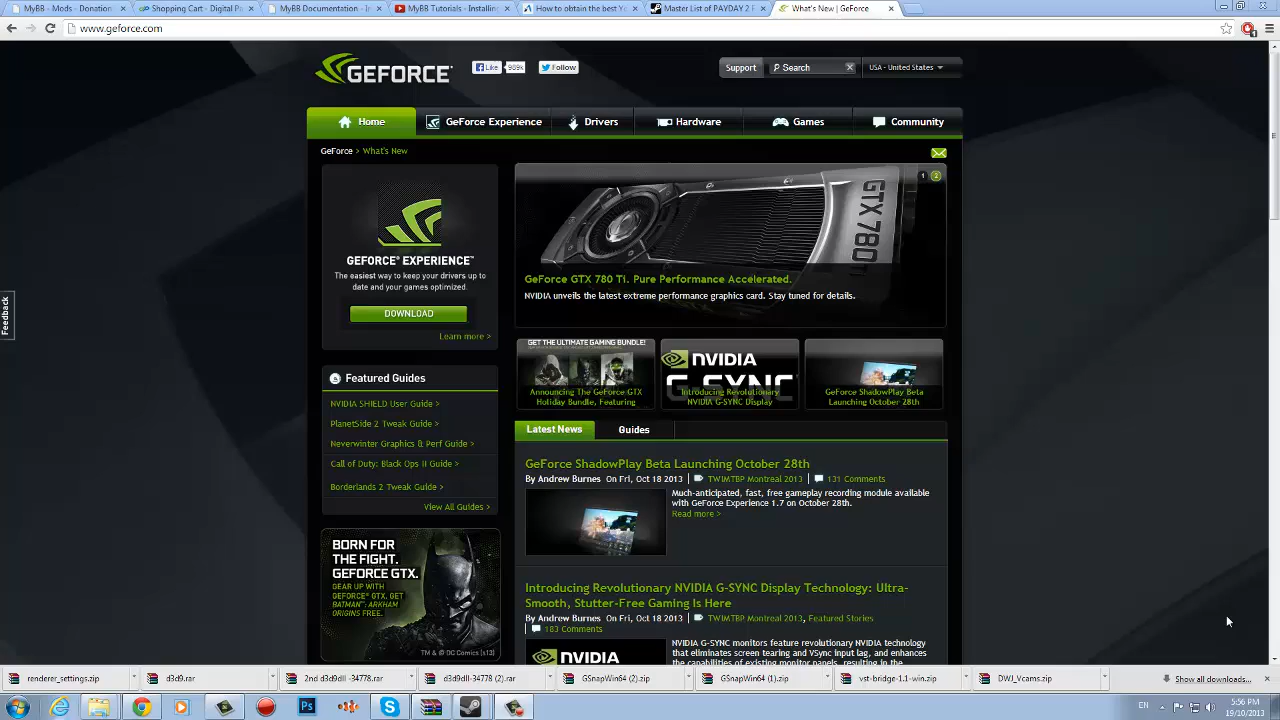 MyBB - Mods - Donation
Shopping Cart - Digital Pa
MyBB Documentation - In
MyBB Tutorials - Installin
How to obtain the best Yo
Master List of PAYDAY 2 F
What's New | GeForce
www.geforce.com
GEFORCE
Like
989k
Follow
Support
Search
USA - United States
Home
GeForce Experience
Drivers
Hardware
Games
Community
GeForce > What's New
GEFORCE® EXPERIENCE™
The easiest way to keep your drivers up to
date and your games optimized.
DOWNLOAD
Learn more >
1
2
GTX 780
GeForce GTX 780 Ti. Pure Performance Accelerated.
NVIDIA unveils the latest extreme performance graphics card. Stay tuned for details.
GET THE ULTIMATE GAMING BUNDLE!
Announcing The GeForce GTX
Holiday Bundle, Featuring
NVIDIA
G-SYNC
Introducing Revolutionary
NVIDIA G-SYNC Display
GeForce ShadowPlay Beta
Launching October 28th
Feedback
Featured Guides
NVIDIA SHIELD User Guide >
PlanetSide 2 Tweak Guide >
Neverwinter Graphics & Perf Guide >
Call of Duty: Black Ops II Guide >
Borderlands 2 Tweak Guide >
View All Guides >
Latest News
Guides
GeForce ShadowPlay Beta Launching October 28th
By Andrew Burnes On Fri, Oct 18 2013 | TWIMTBP Montreal 2013 | 131 Comments
Much-anticipated, fast, free gameplay recording module available
with GeForce Experience 1.7 on October 28th.
Read more >
BORN FOR
THE FIGHT.
GEFORCE GTX.
GEAR UP WITH
GEFORCE® GTX. GET
BATMAN™: ARKHAM
ORIGINS FREE.
TM & © DC Comics (s13)
Introducing Revolutionary NVIDIA G-SYNC Display Technology: Ultra-
Smooth, Stutter-Free Gaming Is Here
By Andrew Burnes On Fri, Oct 18 2013 | TWIMTBP Montreal 2013, Featured Stories
| 183 Comments
NVIDIA
NVIDIA G-SYNC monitors feature revolutionary NVIDIA technology
that eliminates screen tearing and VSync input lag, and enhances
the capabilities of existing monitor panels, resulting in the
renderer_settings.zip
d3d9.rar
2nd d3d9dll -34778.rar
d3d9dll-34778 (2).rar
GSnapWin64 (2).zip
GSnapWin64 (1).zip
vst-bridge-1.1-win.zip
DWJ_Vcams.zip
Show all downloads...
EN
5:56 PM
19/10/2013